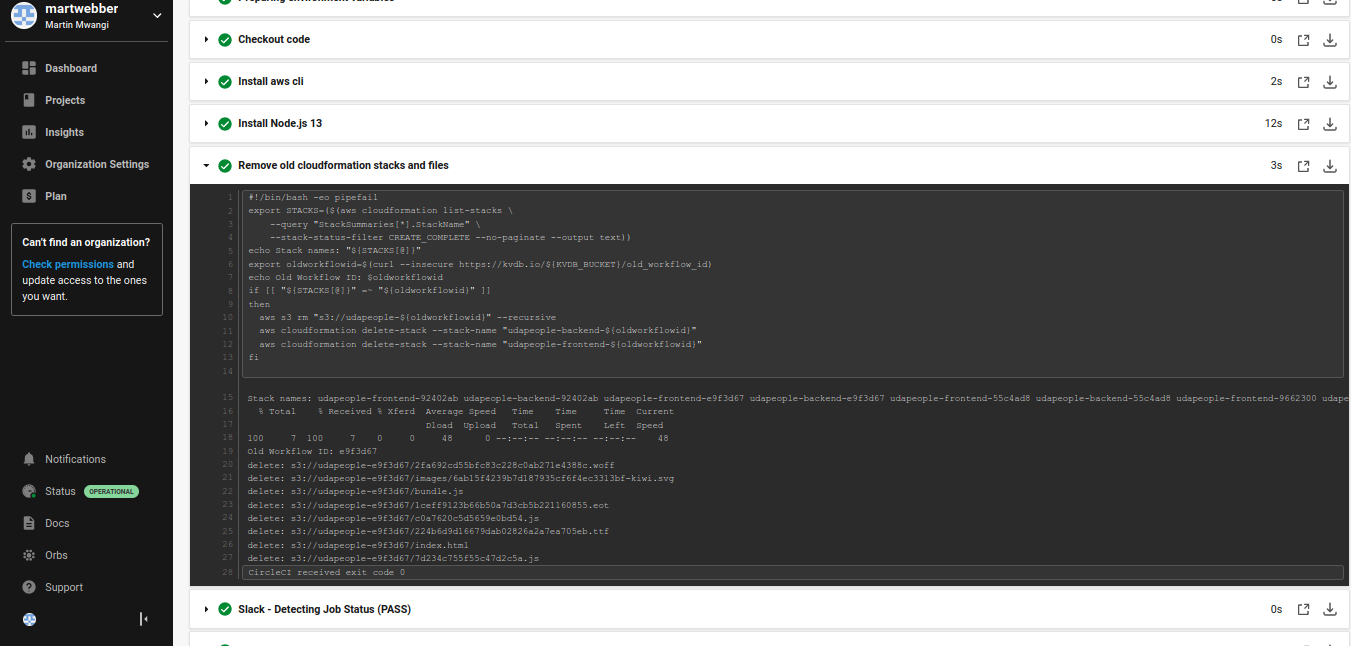 martwebber
Martin Mwangi
Dashboard
Projects
Insights
Organization Settings
Plan
Can't find an organization?
Check permissions and
update access to the ones
you want.
Notifications
Status OPERATIONAL
Docs
Orbs
Support
Preparing environment variables 0s
Checkout code 0s
Install aws cli 2s
Install Node.js 13 12s
Remove old cloudformation stacks and files 3s
1 #!/bin/bash -eo pipefail
2 export STACKS=($(aws cloudformation list-stacks \
3 --query "StackSummaries[*].StackName" \
4 --stack-status-filter CREATE_COMPLETE --no-paginate --output text))
5 echo Stack names: "${STACKS[@]}"
6 export oldworkflowid=$(curl --insecure https://kvdb.io/${KVDB_BUCKET}/old_workflow_id)
7 echo Old Workflow ID: $oldworkflowid
8 if [[ "${STACKS[@]}" =~ "${oldworkflowid}" ]]
9 then
10 aws s3 rm "s3://udapeople-${oldworkflowid}" --recursive
11 aws cloudformation delete-stack --stack-name "udapeople-backend-${oldworkflowid}"
12 aws cloudformation delete-stack --stack-name "udapeople-frontend-${oldworkflowid}"
13 fi
14
15 Stack names: udapeople-frontend-92402ab udapeople-backend-92402ab udapeople-frontend-e9f3d67 udapeople-backend-e9f3d67 udapeople-frontend-55c4ad8 udapeople-backend-55c4ad8 udapeople-frontend-9662300 udape
16 % Total % Received % Xferd Average Speed Time Time Time Current
17 Dload Upload Total Spent Left Speed
18 100 7 100 7 0 0 48 0 --:--:-- --:--:-- --:--:-- 48
19 Old Workflow ID: e9f3d67
20 delete: s3://udapeople-e9f3d67/2fa692cd55bfc83c228c0ab271e4388c.woff
21 delete: s3://udapeople-e9f3d67/images/6ab15f4239b7d187935cf6f4ec3313bf-kiwi.svg
22 delete: s3://udapeople-e9f3d67/bundle.js
23 delete: s3://udapeople-e9f3d67/1ceff9123b66b50a7d3cb5b221160855.eot
24 delete: s3://udapeople-e9f3d67/c0a7620c5d5659e0bd54.js
25 delete: s3://udapeople-e9f3d67/224b6d9d16679dab02826a2a7ea705eb.ttf
26 delete: s3://udapeople-e9f3d67/index.html
27 delete: s3://udapeople-e9f3d67/7d234c755f55c47d2c5a.js
28 CircleCI received exit code 0
Slack - Detecting Job Status (PASS) 0s